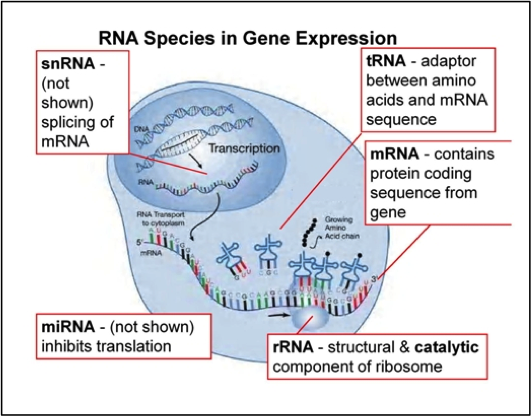 RNA Species in Gene Expression
snRNA -
(not
shown)
splicing of
mRNA
tRNA - adaptor
between amino
acids and mRNA
sequence
mRNA - contains
protein coding
sequence from
gene
DNA
Transcription
RNA
RNA Transport
to cytoplasm
Growing
Amino
Acid chain
5'
mRNA
3'
miRNA - (not shown)
inhibits translation
rRNA - structural & catalytic
component of ribosome